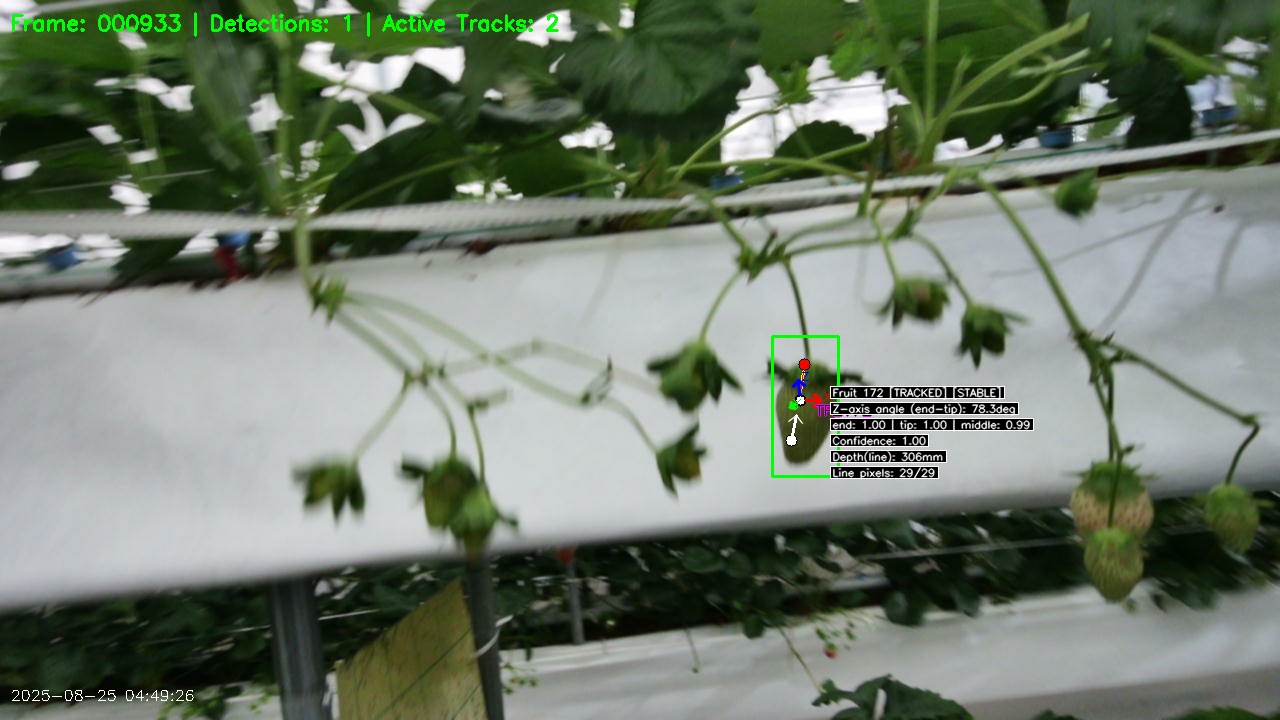 Frame: 000933 | Detections: 1 | Active Tracks: 2
Fruit 172 [TRACKED] [STABLE]
Z-axis angle (end-tip): 78.3deg
end: 1.00 | tip: 1.00 | middle: 0.99
Confidence: 1.00
Depth(line): 306mm
Line pixels: 29/29
2025-08-25 04:49:26